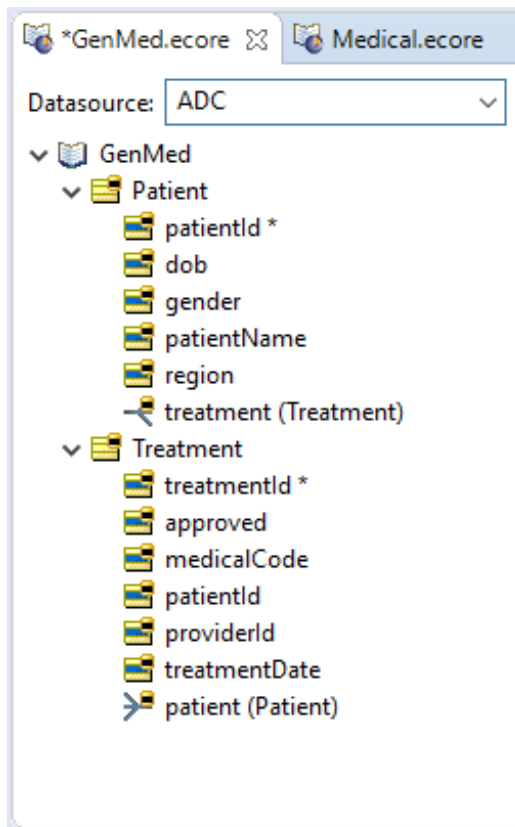 *GenMed.ecore Medical.ecore
Datasource: ADC
GenMed
Patient
patientId *
dob
gender
patientName
region
treatment (Treatment)
Treatment
treatmentId *
approved
medicalCode
patientId
providerId
treatmentDate
patient (Patient)